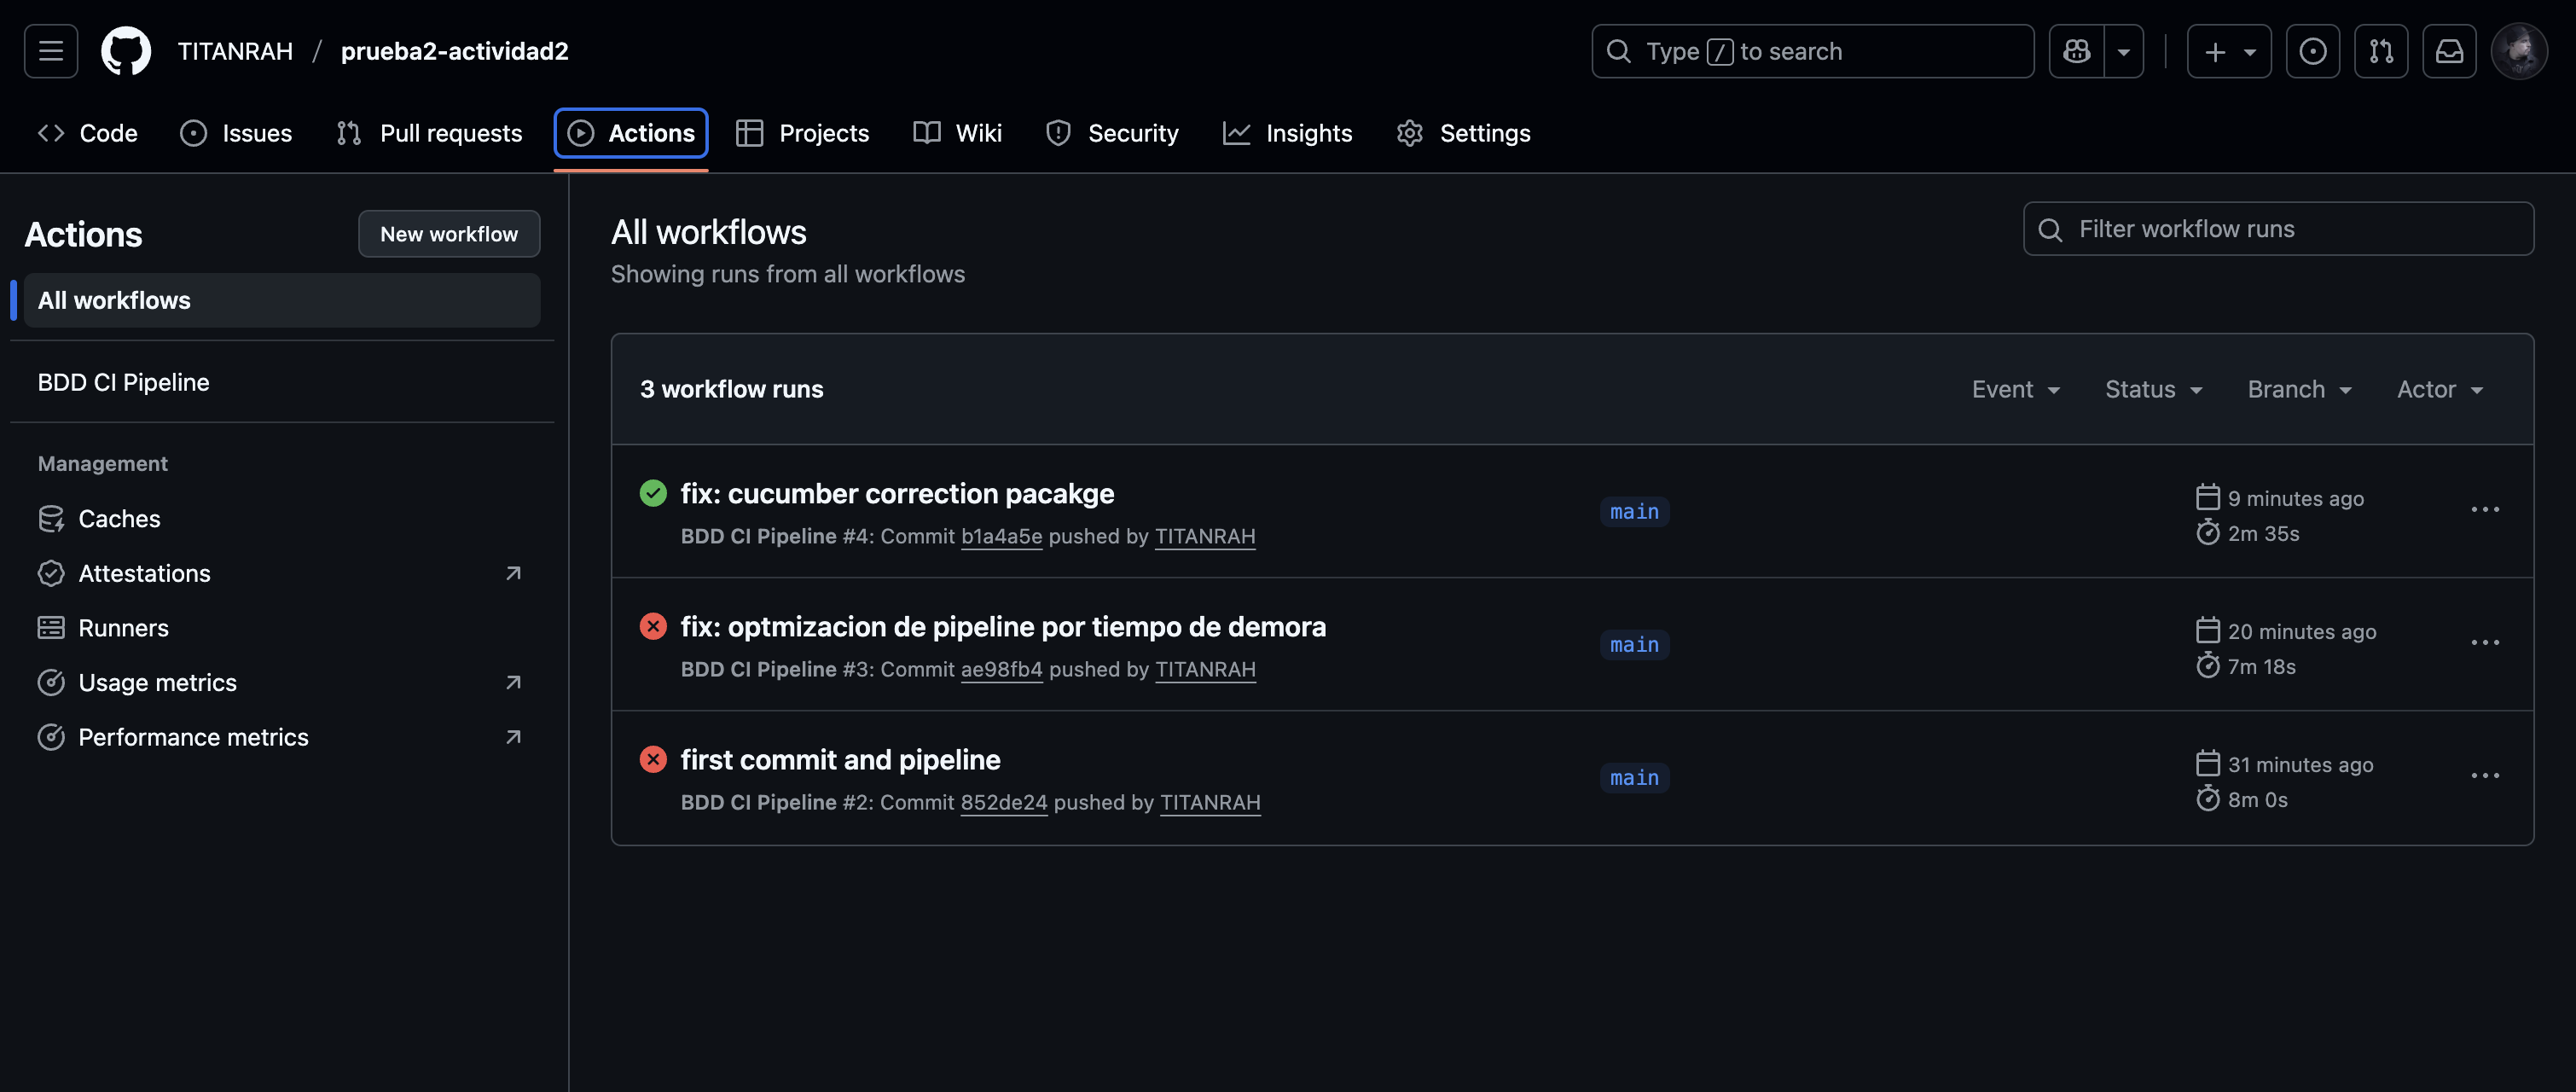 TITANRAH / prueba2-actividad2
Type / to search
Code Issues Pull requests Actions Projects Wiki Security Insights Settings
Actions
New workflow
All workflows
BDD CI Pipeline
Management
Caches
Attestations
Runners
Usage metrics
Performance metrics
All workflows
Showing runs from all workflows
Filter workflow runs
3 workflow runs
Event Status Branch Actor
fix: cucumber correction pacakge
BDD CI Pipeline #4: Commit b1a4a5e pushed by TITANRAH
main
9 minutes ago
2m 35s
fix: optmizacion de pipeline por tiempo de demora
BDD CI Pipeline #3: Commit ae98fb4 pushed by TITANRAH
main
20 minutes ago
7m 18s
first commit and pipeline
BDD CI Pipeline #2: Commit 852de24 pushed by TITANRAH
main
31 minutes ago
8m 0s